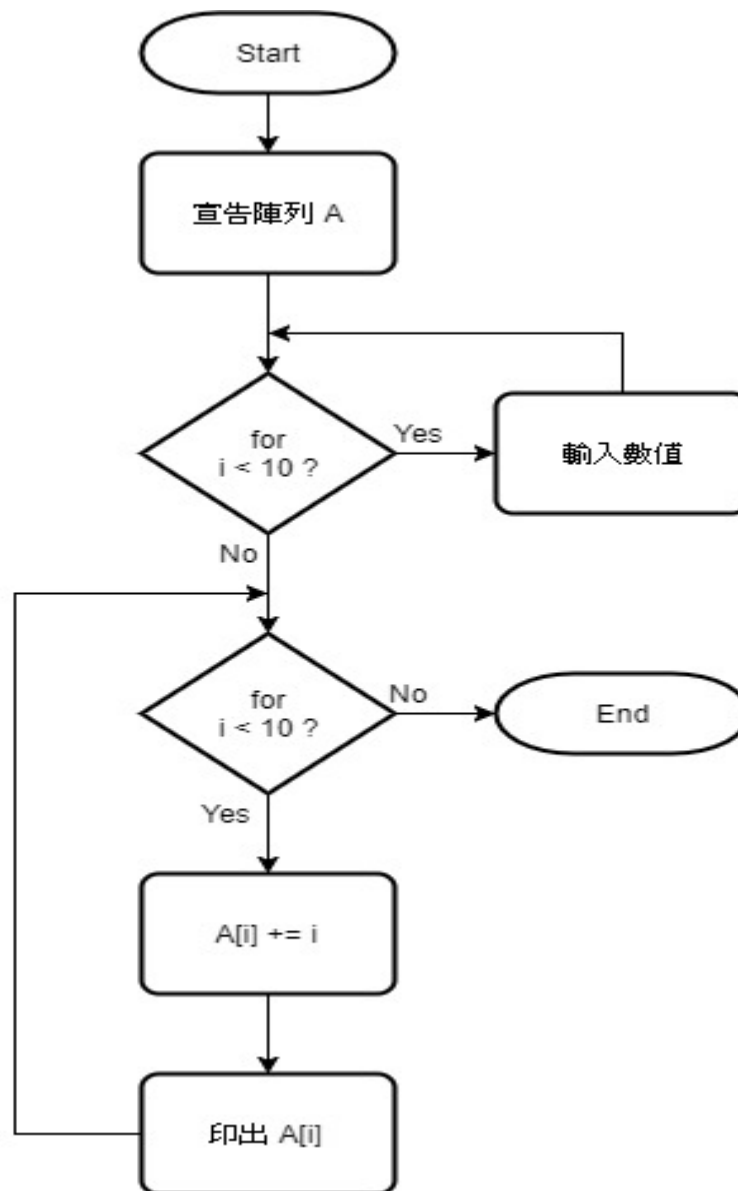 Start
宣告陣列 A
for
i < 10 ?
Yes
輸入數值
No
for
i < 10 ?
No
End
Yes
A[i] += i
印出 A[i]